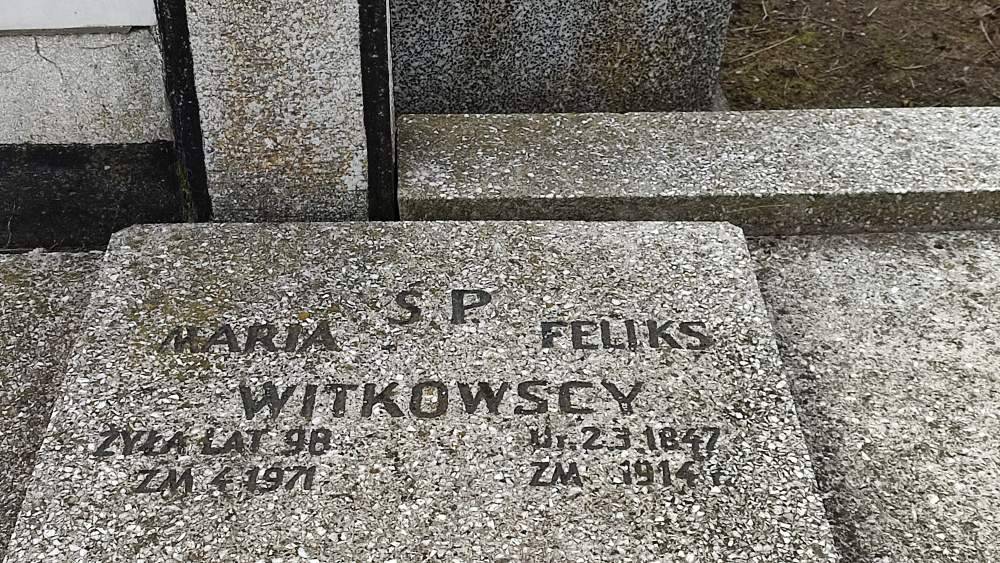 S P
MARIA FELIKS
WITKOWSCY
ŻYŁA LAT 98 Ur. 2.3.1847
ZM 4 1971 ZM 1914 r.